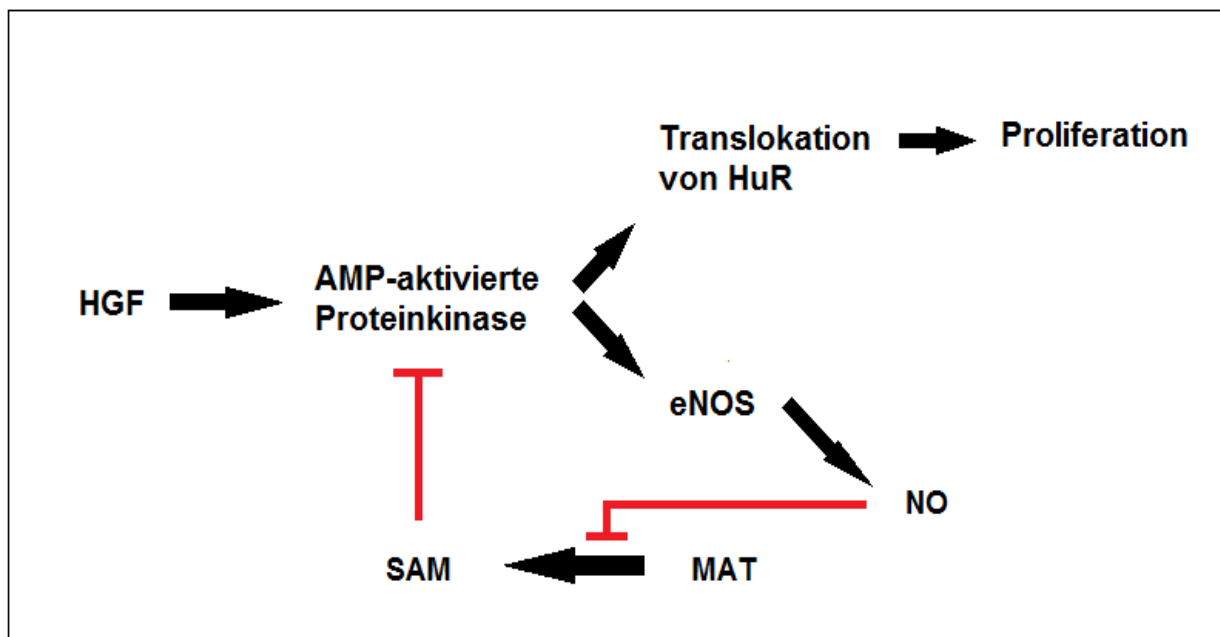 Translokation
von HuR
Proliferation
HGF
AMP-aktivierte
Proteinkinase
eNOS
NO
SAM
MAT